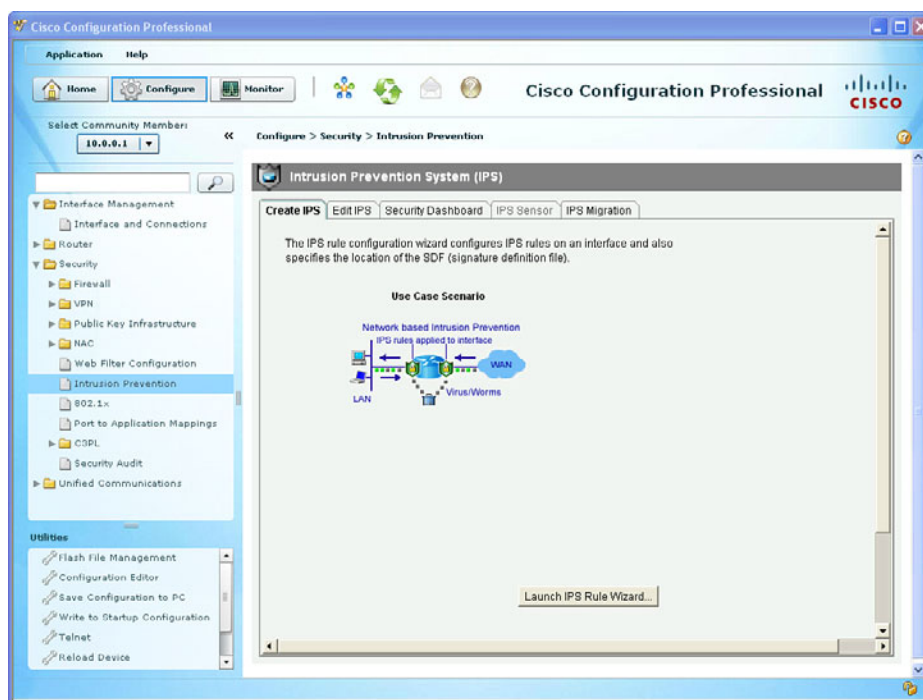 Cisco Configuration Professional
Application Help
Home Configure Monitor
Cisco Configuration Professional
CISCO
Select Community Member:
10.0.0.1
Configure > Security > Intrusion Prevention
Interface Management
Interface and Connections
Router
Security
Firewall
VPN
Public Key Infrastructure
NAC
Web Filter Configuration
Intrusion Prevention
802.1x
Port to Application Mappings
C3PL
Security Audit
Unified Communications
Utilities
Flash File Management
Configuration Editor
Save Configuration to PC
Write to Startup Configuration
Telnet
Reload Device
Intrusion Prevention System (IPS)
Create IPS Edit IPS Security Dashboard IPS Sensor IPS Migration
The IPS rule configuration wizard configures IPS rules on an interface and also
specifies the location of the SDF (signature definition file).
Use Case Scenario
Network based Intrusion Prevention
IPS rules applied to interface
WAN
LAN
Virus/Worms
Launch IPS Rule Wizard...